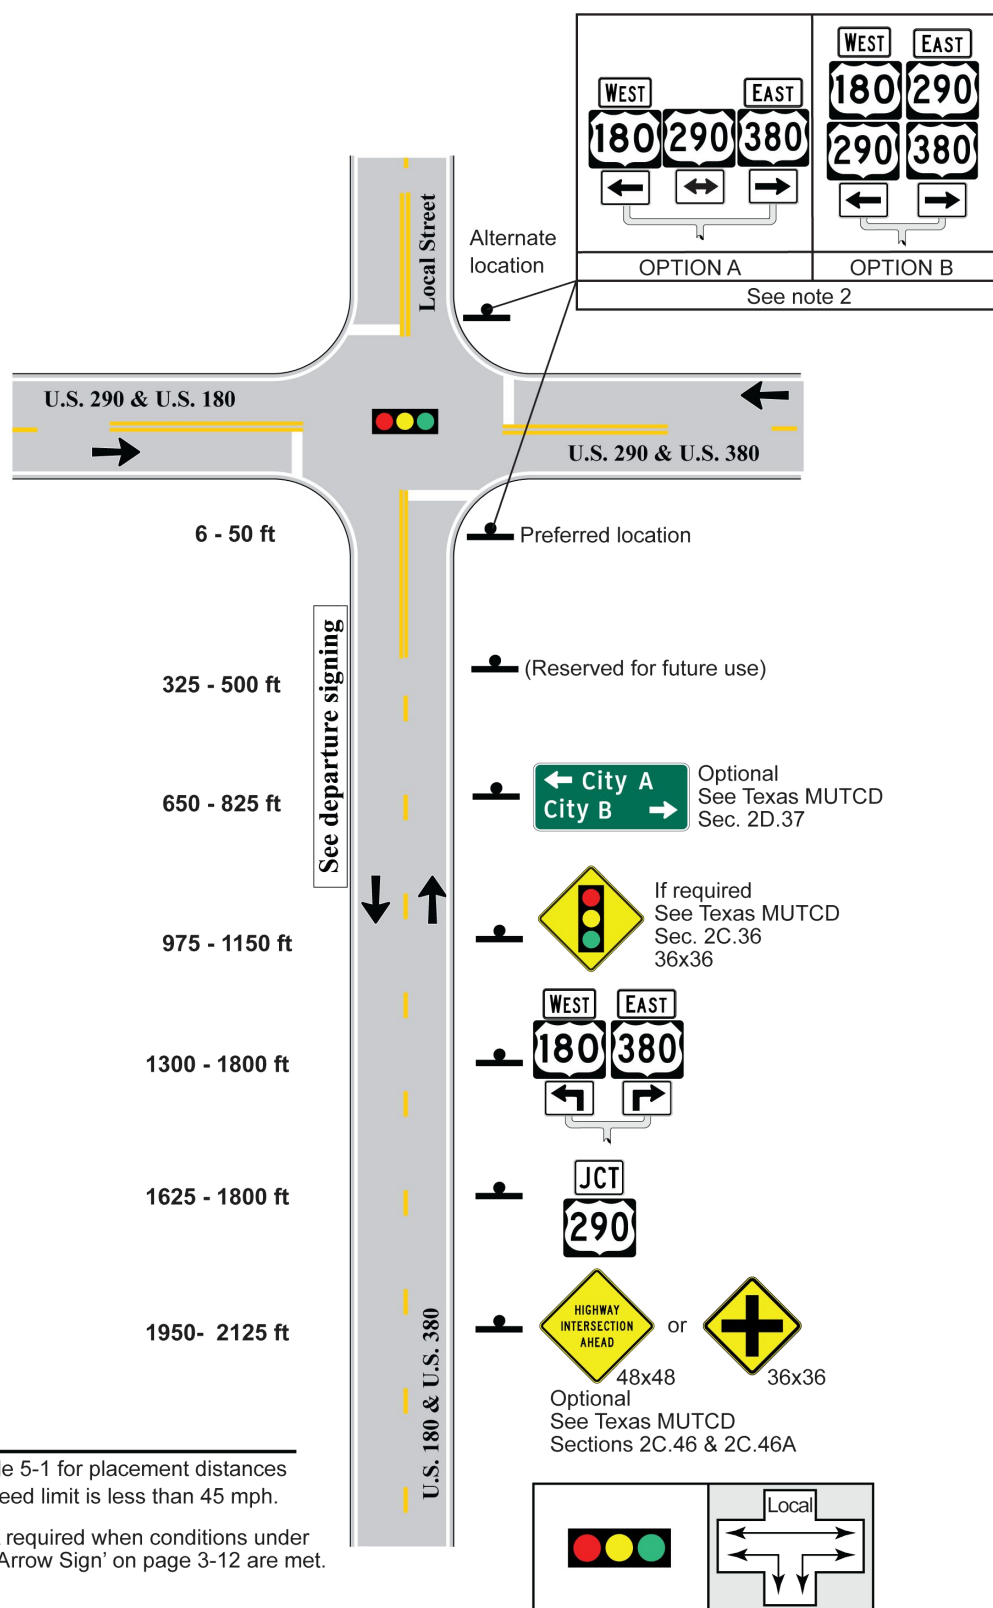 WEST
EAST
180
290
380
WEST
EAST
180
290
290
380
OPTION A
OPTION B
See note 2
Alternate
location
Local Street
U.S. 290 & U.S. 180
U.S. 290 & U.S. 380
6 - 50 ft
Preferred location
See departure signing
325 - 500 ft
(Reserved for future use)
650 - 825 ft
City A
City B
Optional
See Texas MUTCD
Sec. 2D.37
975 - 1150 ft
If required
See Texas MUTCD
Sec. 2C.36
36x36
1300 - 1800 ft
WEST
EAST
180
380
1625 - 1800 ft
JCT
290
1950- 2125 ft
HIGHWAY
INTERSECTION
AHEAD
or
48x48
36x36
Optional
See Texas MUTCD
Sections 2C.46 & 2C.46A
U.S. 180 & U.S. 380
5-1 for placement distances
limit is less than 45 mph.
required when conditions under
Arrow Sign’ on page 3-12 are met.
Local